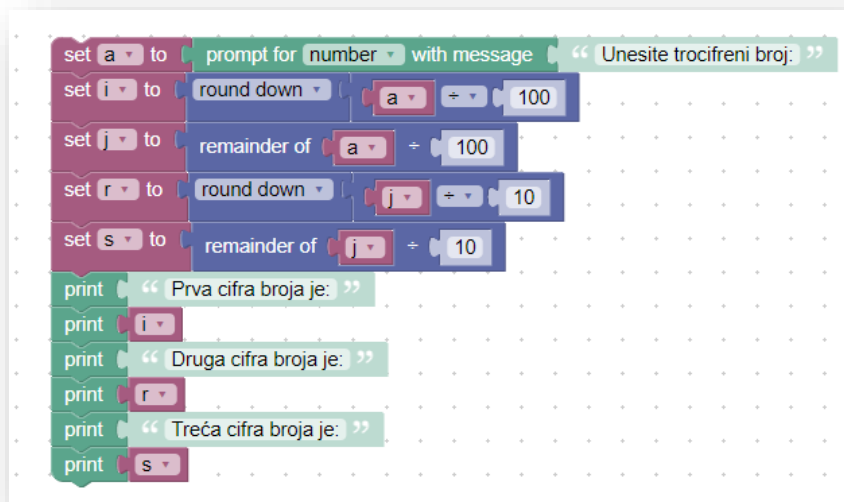 set a to prompt for number with message “ Unesite trocifreni broj: ”
set i to round down a ÷ 100
set j to remainder of a ÷ 100
set r to round down j ÷ 10
set s to remainder of j ÷ 10
print “ Prva cifra broja je: ”
print i
print “ Druga cifra broja je: ”
print r
print “ Treća cifra broja je: ”
print s